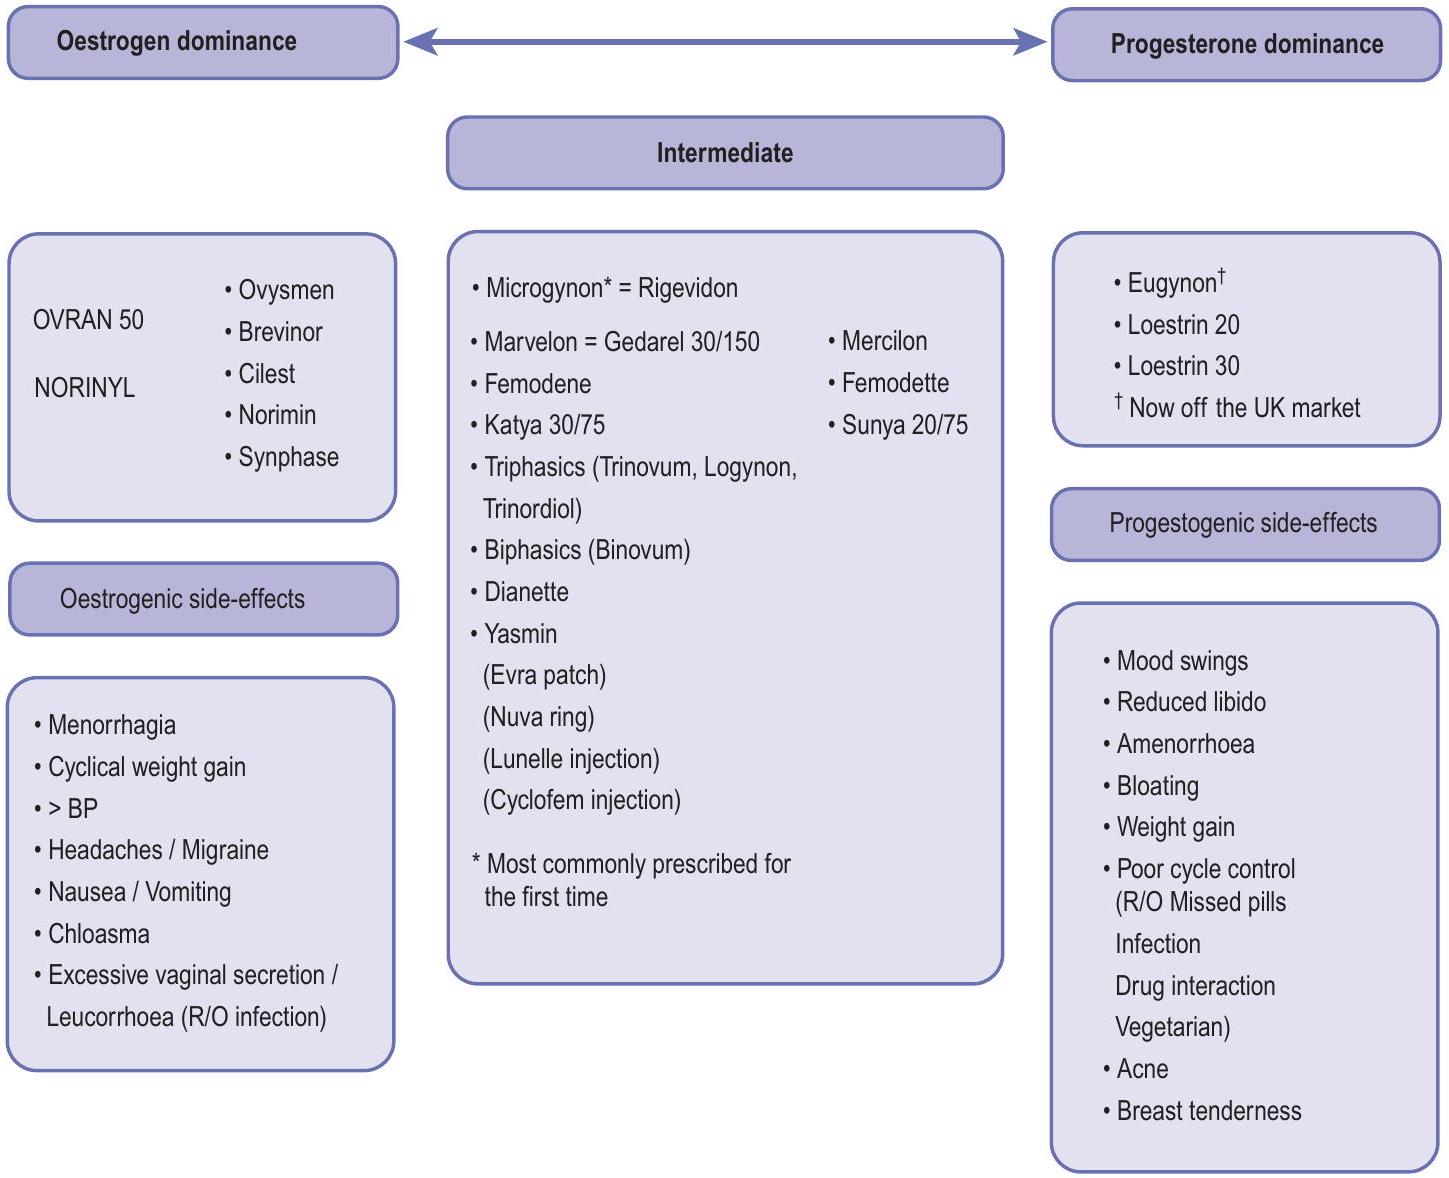 Oestrogen dominance
Progesterone dominance
Intermediate
OVRAN 50
NORINYL
• Ovysmen
• Brevinor
• Cilest
• Norimin
• Synphase
Oestrogenic side-effects
• Menorrhagia
• Cyclical weight gain
• > BP
• Headaches / Migraine
• Nausea / Vomiting
• Chloasma
• Excessive vaginal secretion /
Leucorrhoea (R/O infection)
• Microgynon* = Rigevidon
• Marvelon = Gedarel 30/150
• Femodene
• Katya 30/75
• Triphasics (Trinovum, Logynon,
Trinordiol)
• Biphasics (Binovum)
• Dianette
• Yasmin
(Evra patch)
(Nuva ring)
(Lunelle injection)
(Cyclofem injection)
• Mercilon
• Femodette
• Sunya 20/75
* Most commonly prescribed for
the first time
• Eugynon†
• Loestrin 20
• Loestrin 30
† Now off the UK market
Progestogenic side-effects
• Mood swings
• Reduced libido
• Amenorrhoea
• Bloating
• Weight gain
• Poor cycle control
(R/O Missed pills
Infection
Drug interaction
Vegetarian)
• Acne
• Breast tenderness